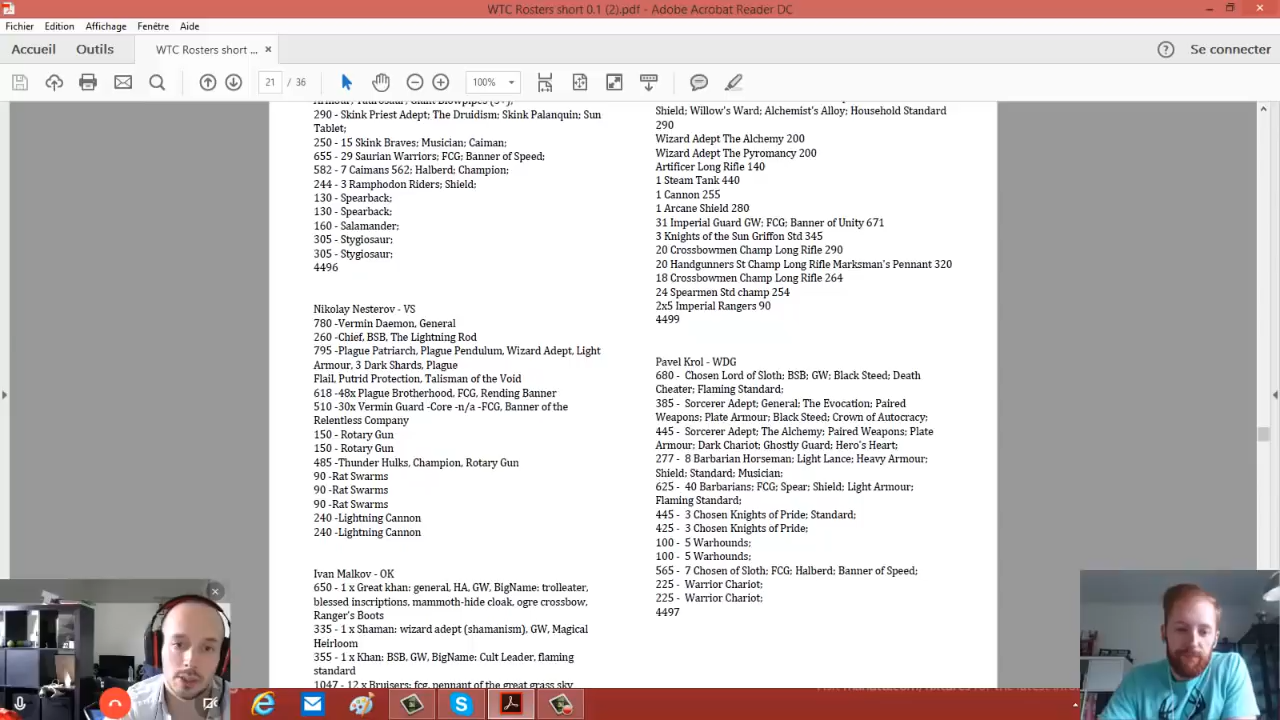 WTC Rosters short 0.1 (2).pdf - Adobe Acrobat Reader DC
Fichier Edition Affichage Fenêtre Aide
Accueil Outils WTC Rosters short ... × Se connecter
21 / 36 100%
290 - Skink Priest Adept; The Druidism; Skink Palanquin; Sun
Tablet;
250 - 15 Skink Braves; Musician; Caiman;
655 - 29 Saurian Warriors; FCG; Banner of Speed;
582 - 7 Caimans 562; Halberd; Champion;
244 - 3 Ramphodon Riders; Shield;
130 - Spearback;
130 - Spearback;
160 - Salamander;
305 - Stygiosaur;
305 - Stygiosaur;
4496
Nikolay Nesterov - VS
780 -Vermin Daemon, General
260 -Chief, BSB, The Lightning Rod
795 -Plague Patriarch, Plague Pendulum, Wizard Adept, Light
Armour, 3 Dark Shards, Plague
Flail, Putrid Protection, Talisman of the Void
618 -48x Plague Brotherhood, FCG, Rending Banner
510 -30x Vermin Guard -Core -n/a -FCG, Banner of the
Relentless Company
150 - Rotary Gun
150 - Rotary Gun
485 -Thunder Hulks, Champion, Rotary Gun
90 -Rat Swarms
90 -Rat Swarms
90 -Rat Swarms
240 -Lightning Cannon
240 -Lightning Cannon
Ivan Malkov - OK
650 - 1 x Great khan: general, HA, GW, BigName: trolleater,
blessed inscriptions, mammoth-hide cloak, ogre crossbow,
Ranger's Boots
335 - 1 x Shaman: wizard adept (shamanism), GW, Magical
Heirloom
355 - 1 x Khan: BSB, GW, BigName: Cult Leader, flaming
standard
1047 - 12 x Bruisers: fcg, pennant of the great grass sky
Shield; Willow's Ward; Alchemist's Alloy; Household Standard
290
Wizard Adept The Alchemy 200
Wizard Adept The Pyromancy 200
Artificer Long Rifle 140
1 Steam Tank 440
1 Cannon 255
1 Arcane Shield 280
31 Imperial Guard GW; FCG; Banner of Unity 671
3 Knights of the Sun Griffon Std 345
20 Crossbowmen Champ Long Rifle 290
20 Handgunners St Champ Long Rifle Marksman's Pennant 320
18 Crossbowmen Champ Long Rifle 264
24 Spearmen Std champ 254
2x5 Imperial Rangers 90
4499
Pavel Krol - WDG
680 - Chosen Lord of Sloth; BSB; GW; Black Steed; Death
Cheater; Flaming Standard;
385 - Sorcerer Adept; General; The Evocation; Paired
Weapons; Plate Armour; Black Steed; Crown of Autocracy;
445 - Sorcerer Adept; The Alchemy; Paired Weapons; Plate
Armour; Dark Chariot; Ghostly Guard; Hero's Heart;
277 - 8 Barbarian Horseman; Light Lance; Heavy Armour;
Shield; Standard; Musician;
625 - 40 Barbarians; FCG; Spear; Shield; Light Armour;
Flaming Standard;
445 - 3 Chosen Knights of Pride; Standard;
425 - 3 Chosen Knights of Pride;
100 - 5 Warhounds;
100 - 5 Warhounds;
565 - 7 Chosen of Sloth; FCG; Halberd; Banner of Speed;
225 - Warrior Chariot;
225 - Warrior Chariot;
4497